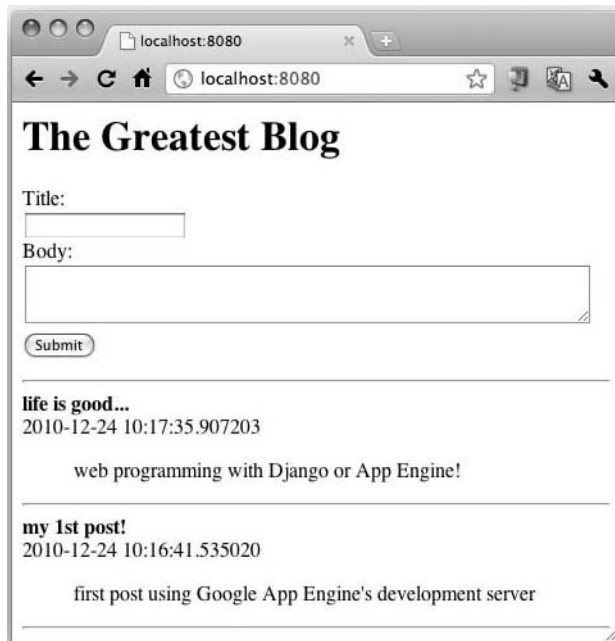 localhost:8080
localhost:8080
The Greatest Blog
Title:
Body:
Submit
life is good...
2010-12-24 10:17:35.907203
web programming with Django or App Engine!
my 1st post!
2010-12-24 10:16:41.535020
first post using Google App Engine's development server